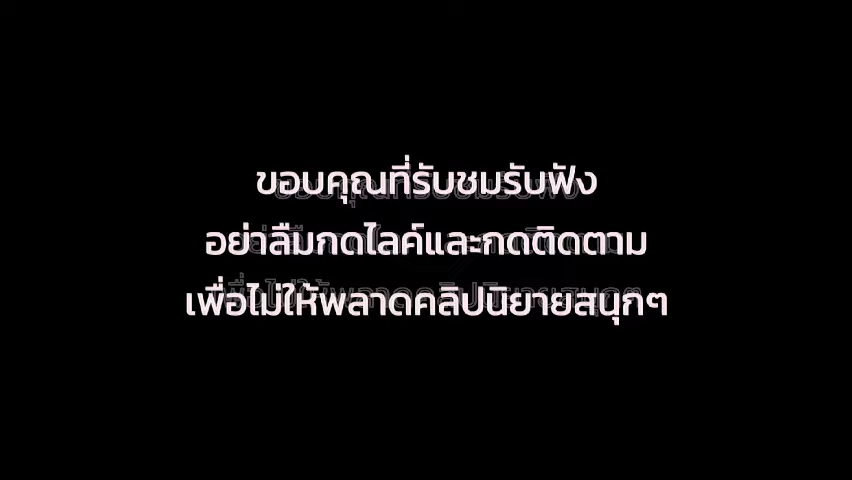 ขอบคุณที่รับชมรับฟัง
อย่าลืมกดไลค์และกดติดตาม
เพื่อไม่ให้พลาดคลิปนิยายสนุกๆ